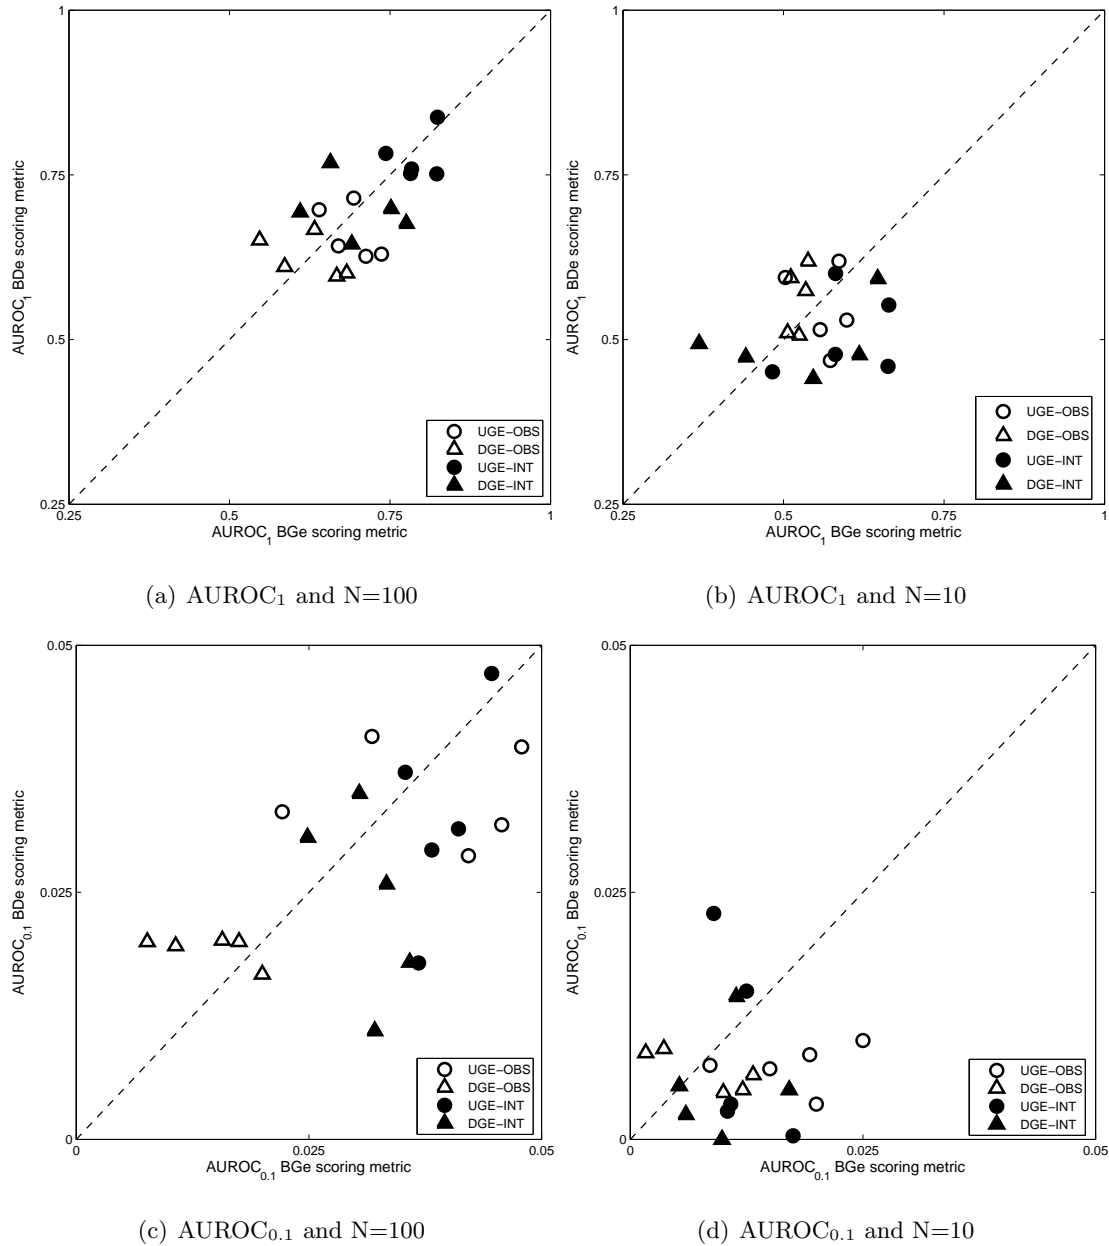 1
0.75
0.5
0.25
0.25
0.5
0.75
1
AUROC₁ BDe scoring metric
AUROC₁ BGe scoring metric
UGE−OBS
DGE−OBS
UGE−INT
DGE−INT
(a) AUROC₁ and N=100
1
0.75
0.5
0.25
0.25
0.5
0.75
1
AUROC₁ BDe scoring metric
AUROC₁ BGe scoring metric
UGE−OBS
DGE−OBS
UGE−INT
DGE−INT
(b) AUROC₁ and N=10
0.05
0.025
0
0
0.025
0.05
AUROC₀.₁ BDe scoring metric
AUROC₀.₁ BGe scoring metric
UGE−OBS
DGE−OBS
UGE−INT
DGE−INT
(c) AUROC₀.₁ and N=100
0.05
0.025
0
0
0.025
0.05
AUROC₀.₁ BDe scoring metric
AUROC₀.₁ BGe scoring metric
UGE−OBS
DGE−OBS
UGE−INT
DGE−INT
(d) AUROC₀.₁ and N=10